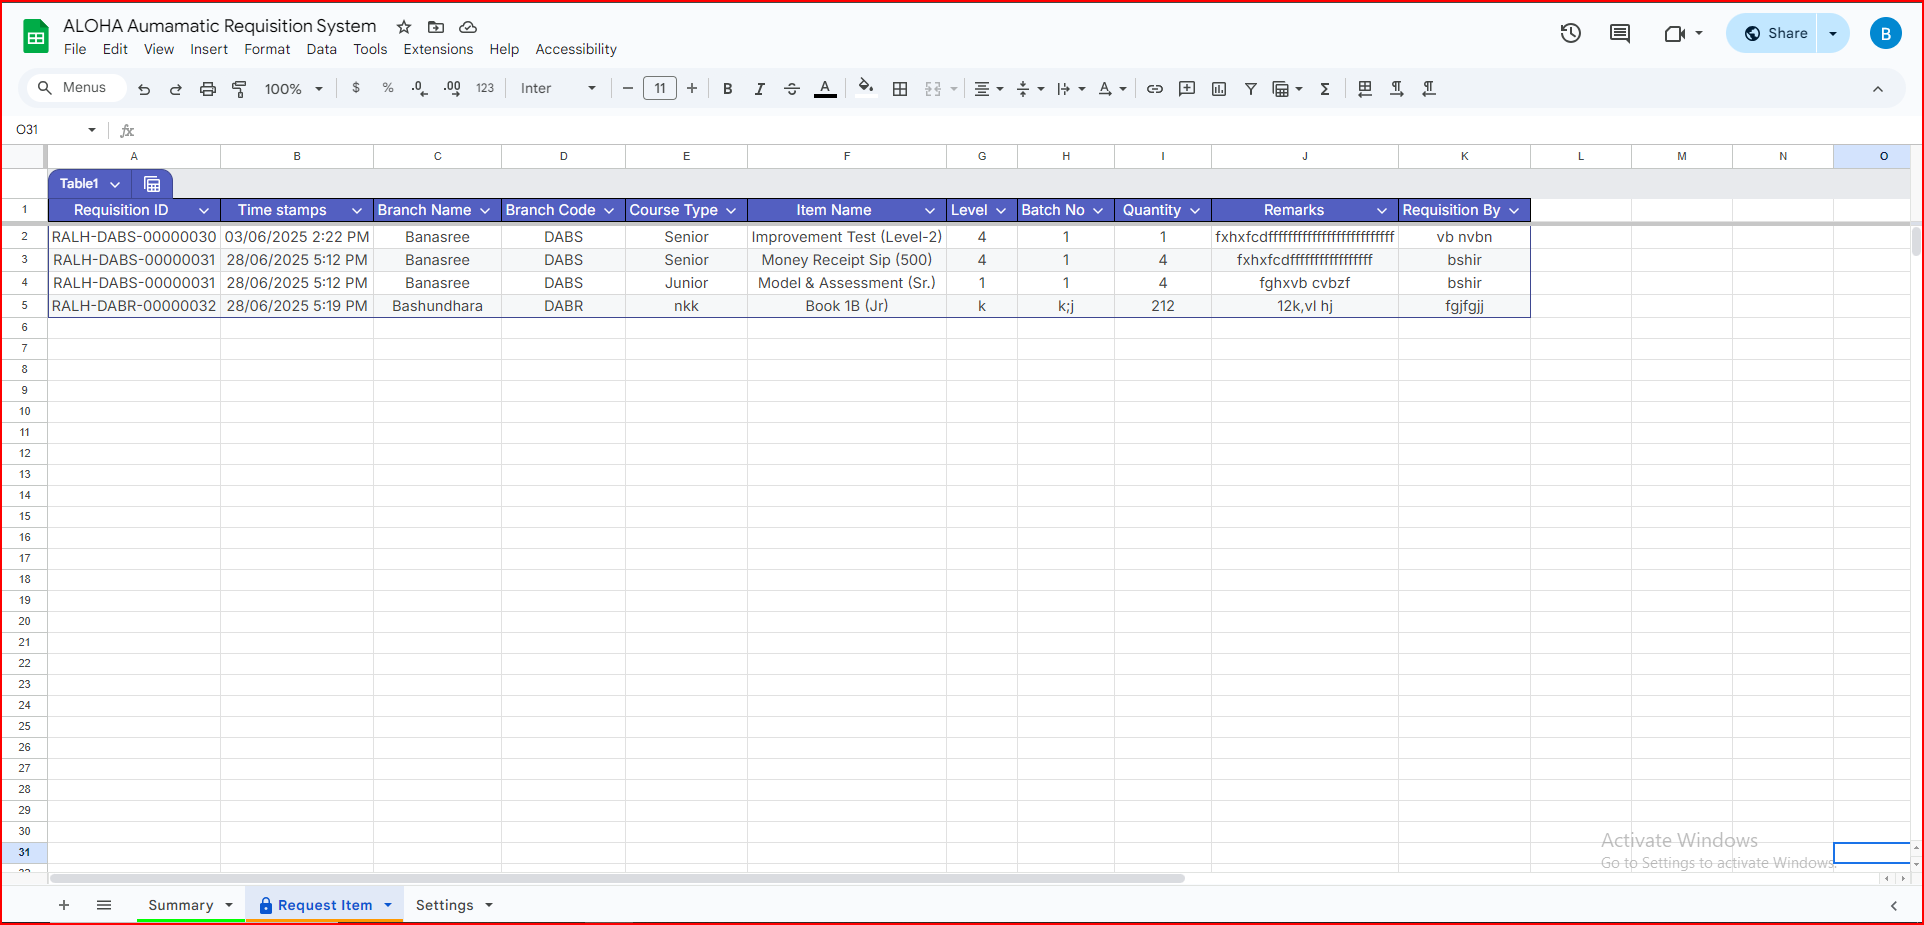 ALOHA Aumamatic Requisition System
File Edit View Insert Format Data Tools Extensions Help Accessibility
Share
B
Menus 100% $ % .0 .00 123 Inter 11 B I A
O31 fx
A B C D E F G H I J K L M N O
Table1
1 Requisition ID Time stamps Branch Name Branch Code Course Type Item Name Level Batch No Quantity Remarks Requisition By
2 RALH-DABS-00000030 03/06/2025 2:22 PM Banasree DABS Senior Improvement Test (Level-2) 4 1 1 fxhxfcdffffffffffffffffffffffffff vb nvbn
3 RALH-DABS-00000031 28/06/2025 5:12 PM Banasree DABS Senior Money Receipt Sip (500) 4 1 4 fxhxfcdfffffffffffffffff bshir
4 RALH-DABS-00000031 28/06/2025 5:12 PM Banasree DABS Junior Model & Assessment (Sr.) 1 1 4 fghxvb cvbzf bshir
5 RALH-DABR-00000032 28/06/2025 5:19 PM Bashundhara DABR nkk Book 1B (Jr) k k;j 212 12k,vl hj fgjfgjj
6
7
8
9
10
11
12
13
14
15
16
17
18
19
20
21
22
23
24
25
26
27
28
29
30
31
Activate Windows
Go to Settings to activate Windows.
Summary Request Item Settings